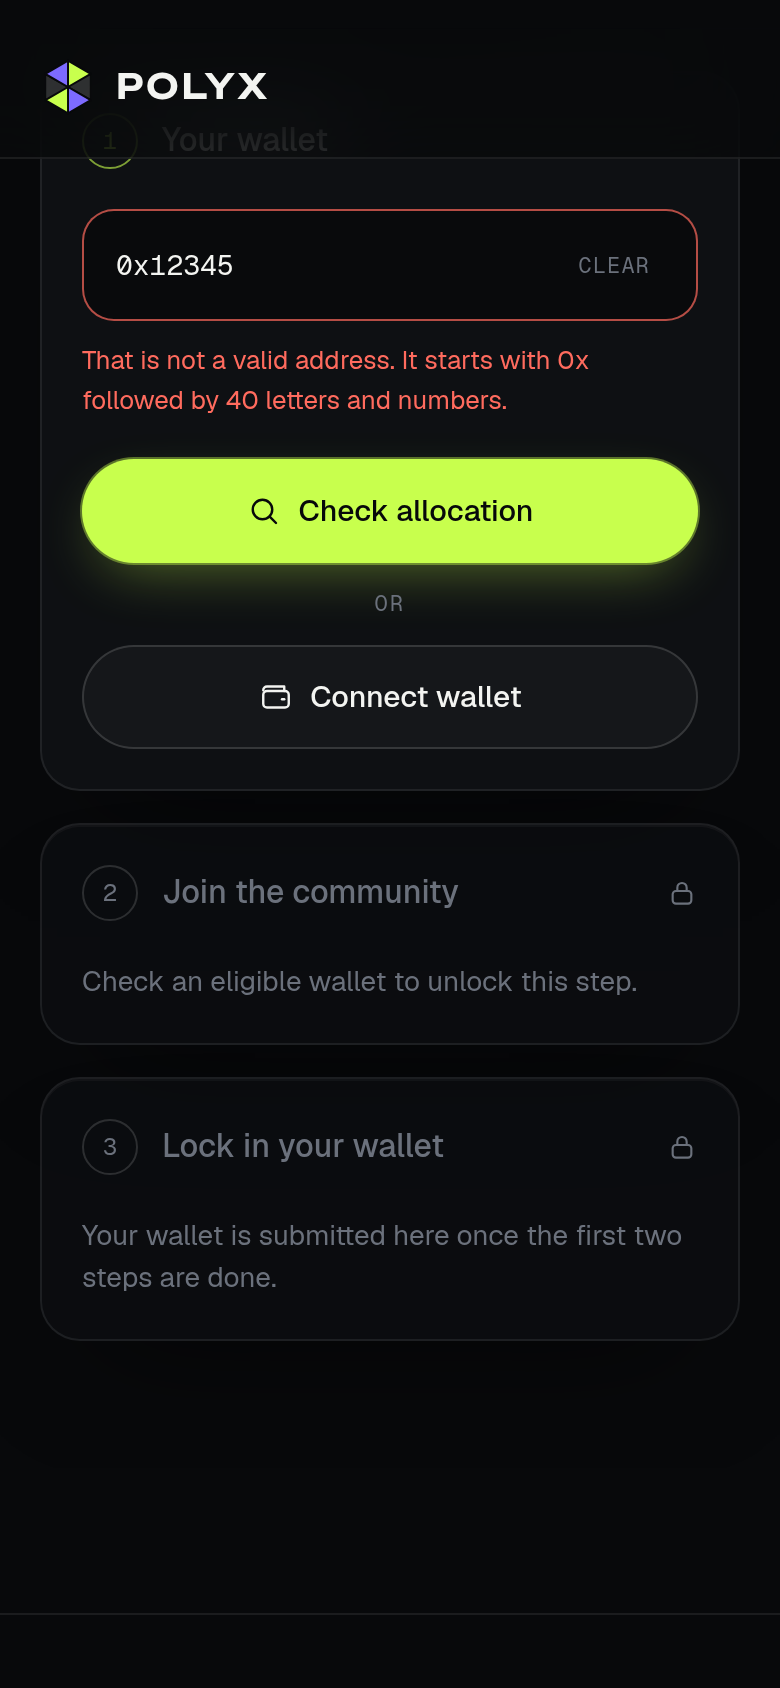 POLYX
1 Your wallet
0x12345 CLEAR
That is not a valid address. It starts with 0x
followed by 40 letters and numbers.
Check allocation
OR
Connect wallet
2 Join the community
Check an eligible wallet to unlock this step.
3 Lock in your wallet
Your wallet is submitted here once the first two
steps are done.